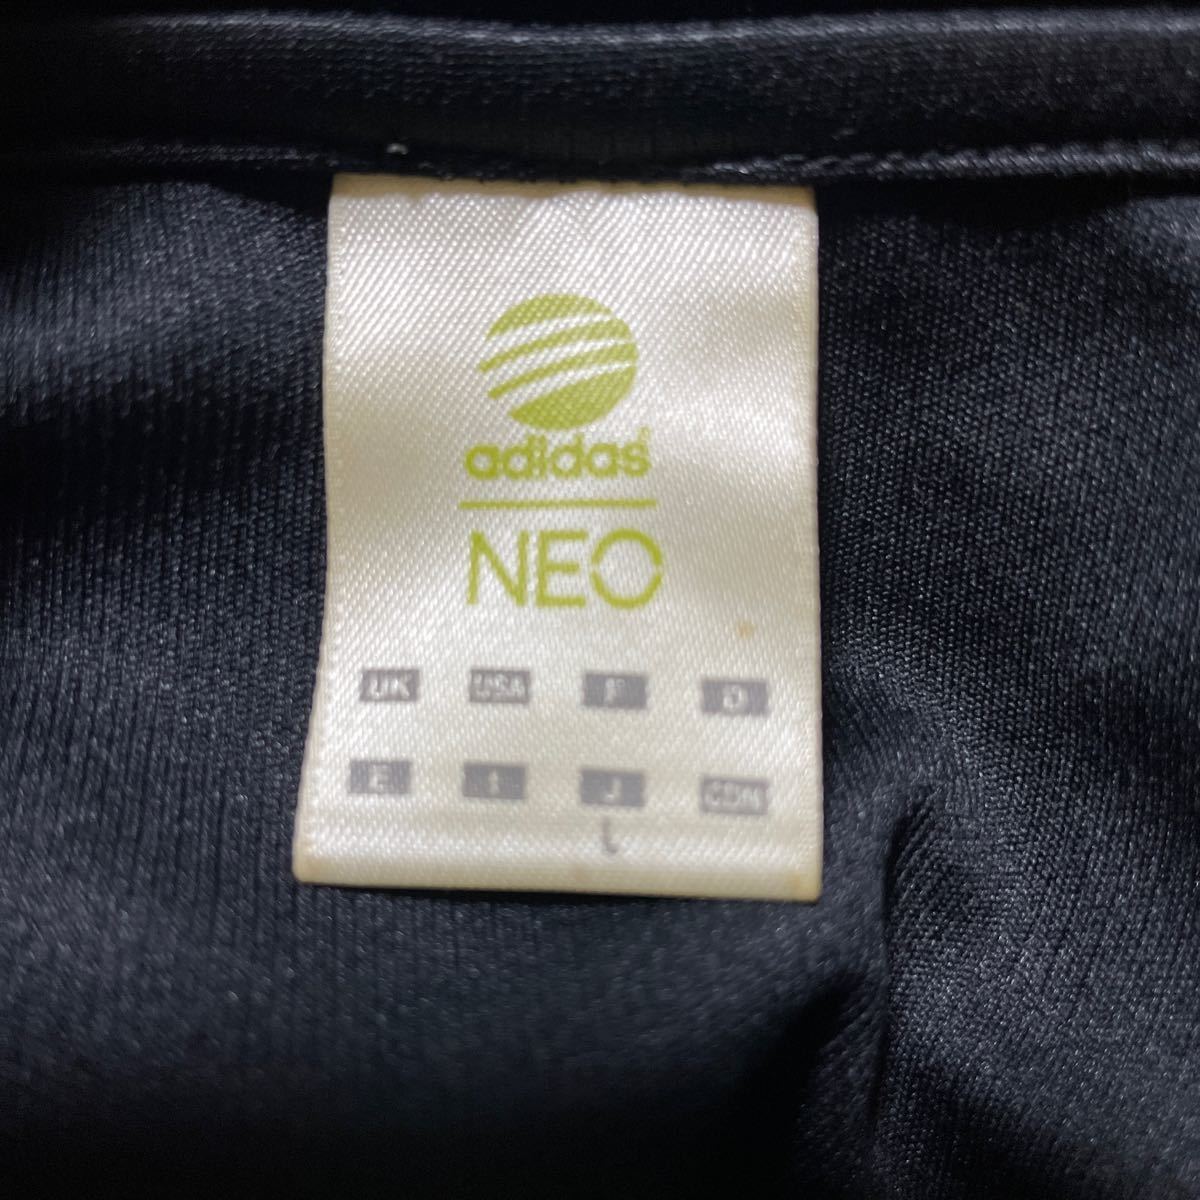 adidas
NEO
UK USA F D
E I J CDN
L